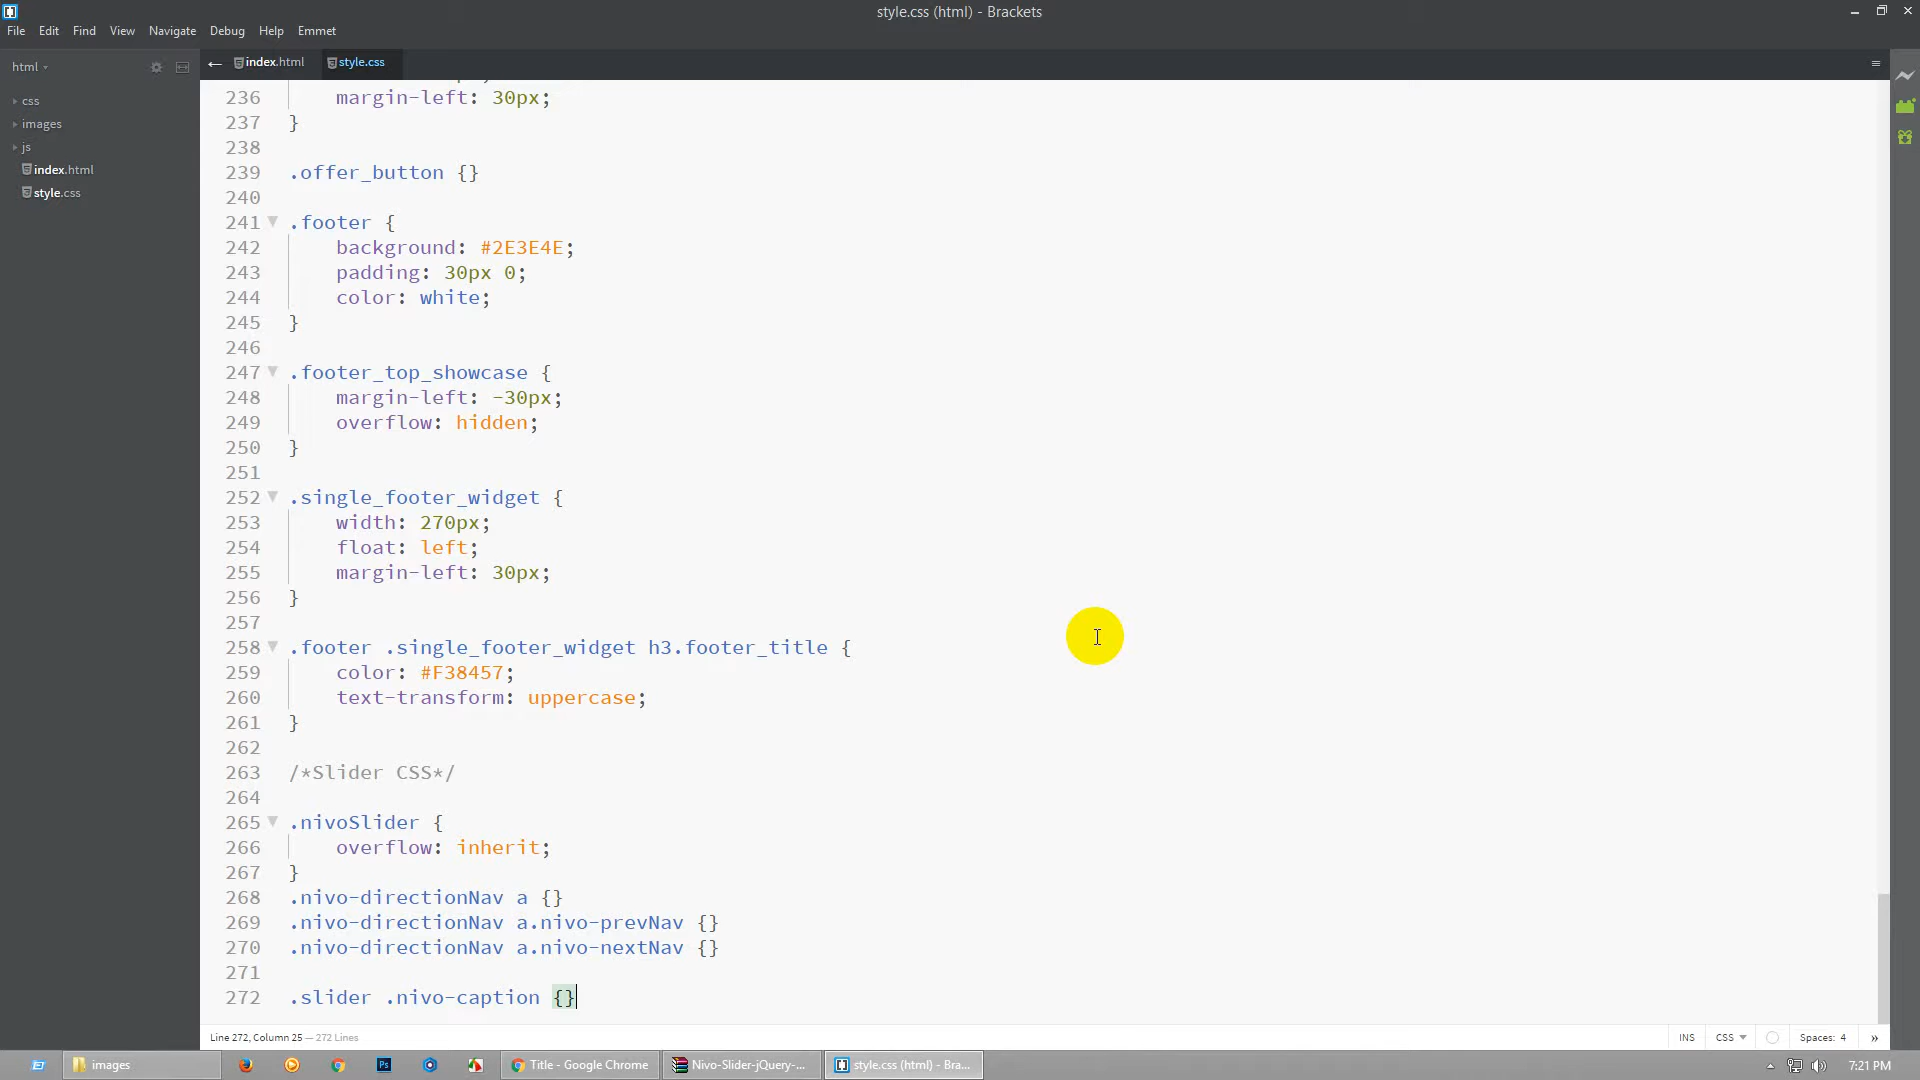 style.css (html) - Brackets
File Edit Find View Navigate Debug Help Emmet
html
index.html style.css
css
images
js
index.html
style.css
236 margin-left: 30px;
237 }
238
239 .offer_button {}
240
241 .footer {
242 background: #2E3E4E;
243 padding: 30px 0;
244 color: white;
245 }
246
247 .footer_top_showcase {
248 margin-left: -30px;
249 overflow: hidden;
250 }
251
252 .single_footer_widget {
253 width: 270px;
254 float: left;
255 margin-left: 30px;
256 }
257
258 .footer .single_footer_widget h3.footer_title {
259 color: #F38457;
260 text-transform: uppercase;
261 }
262
263 /*Slider CSS*/
264
265 .nivoSlider {
266 overflow: inherit;
267 }
268 .nivo-directionNav a {}
269 .nivo-directionNav a.nivo-prevNav {}
270 .nivo-directionNav a.nivo-nextNav {}
271
272 .slider .nivo-caption {}
Line 272, Column 25 — 272 Lines
INS CSS Spaces: 4 »
images
Ps
Title - Google Chrome
Nivo-Slider-jQuery-...
style.css (html) - Bra...
7:21 PM